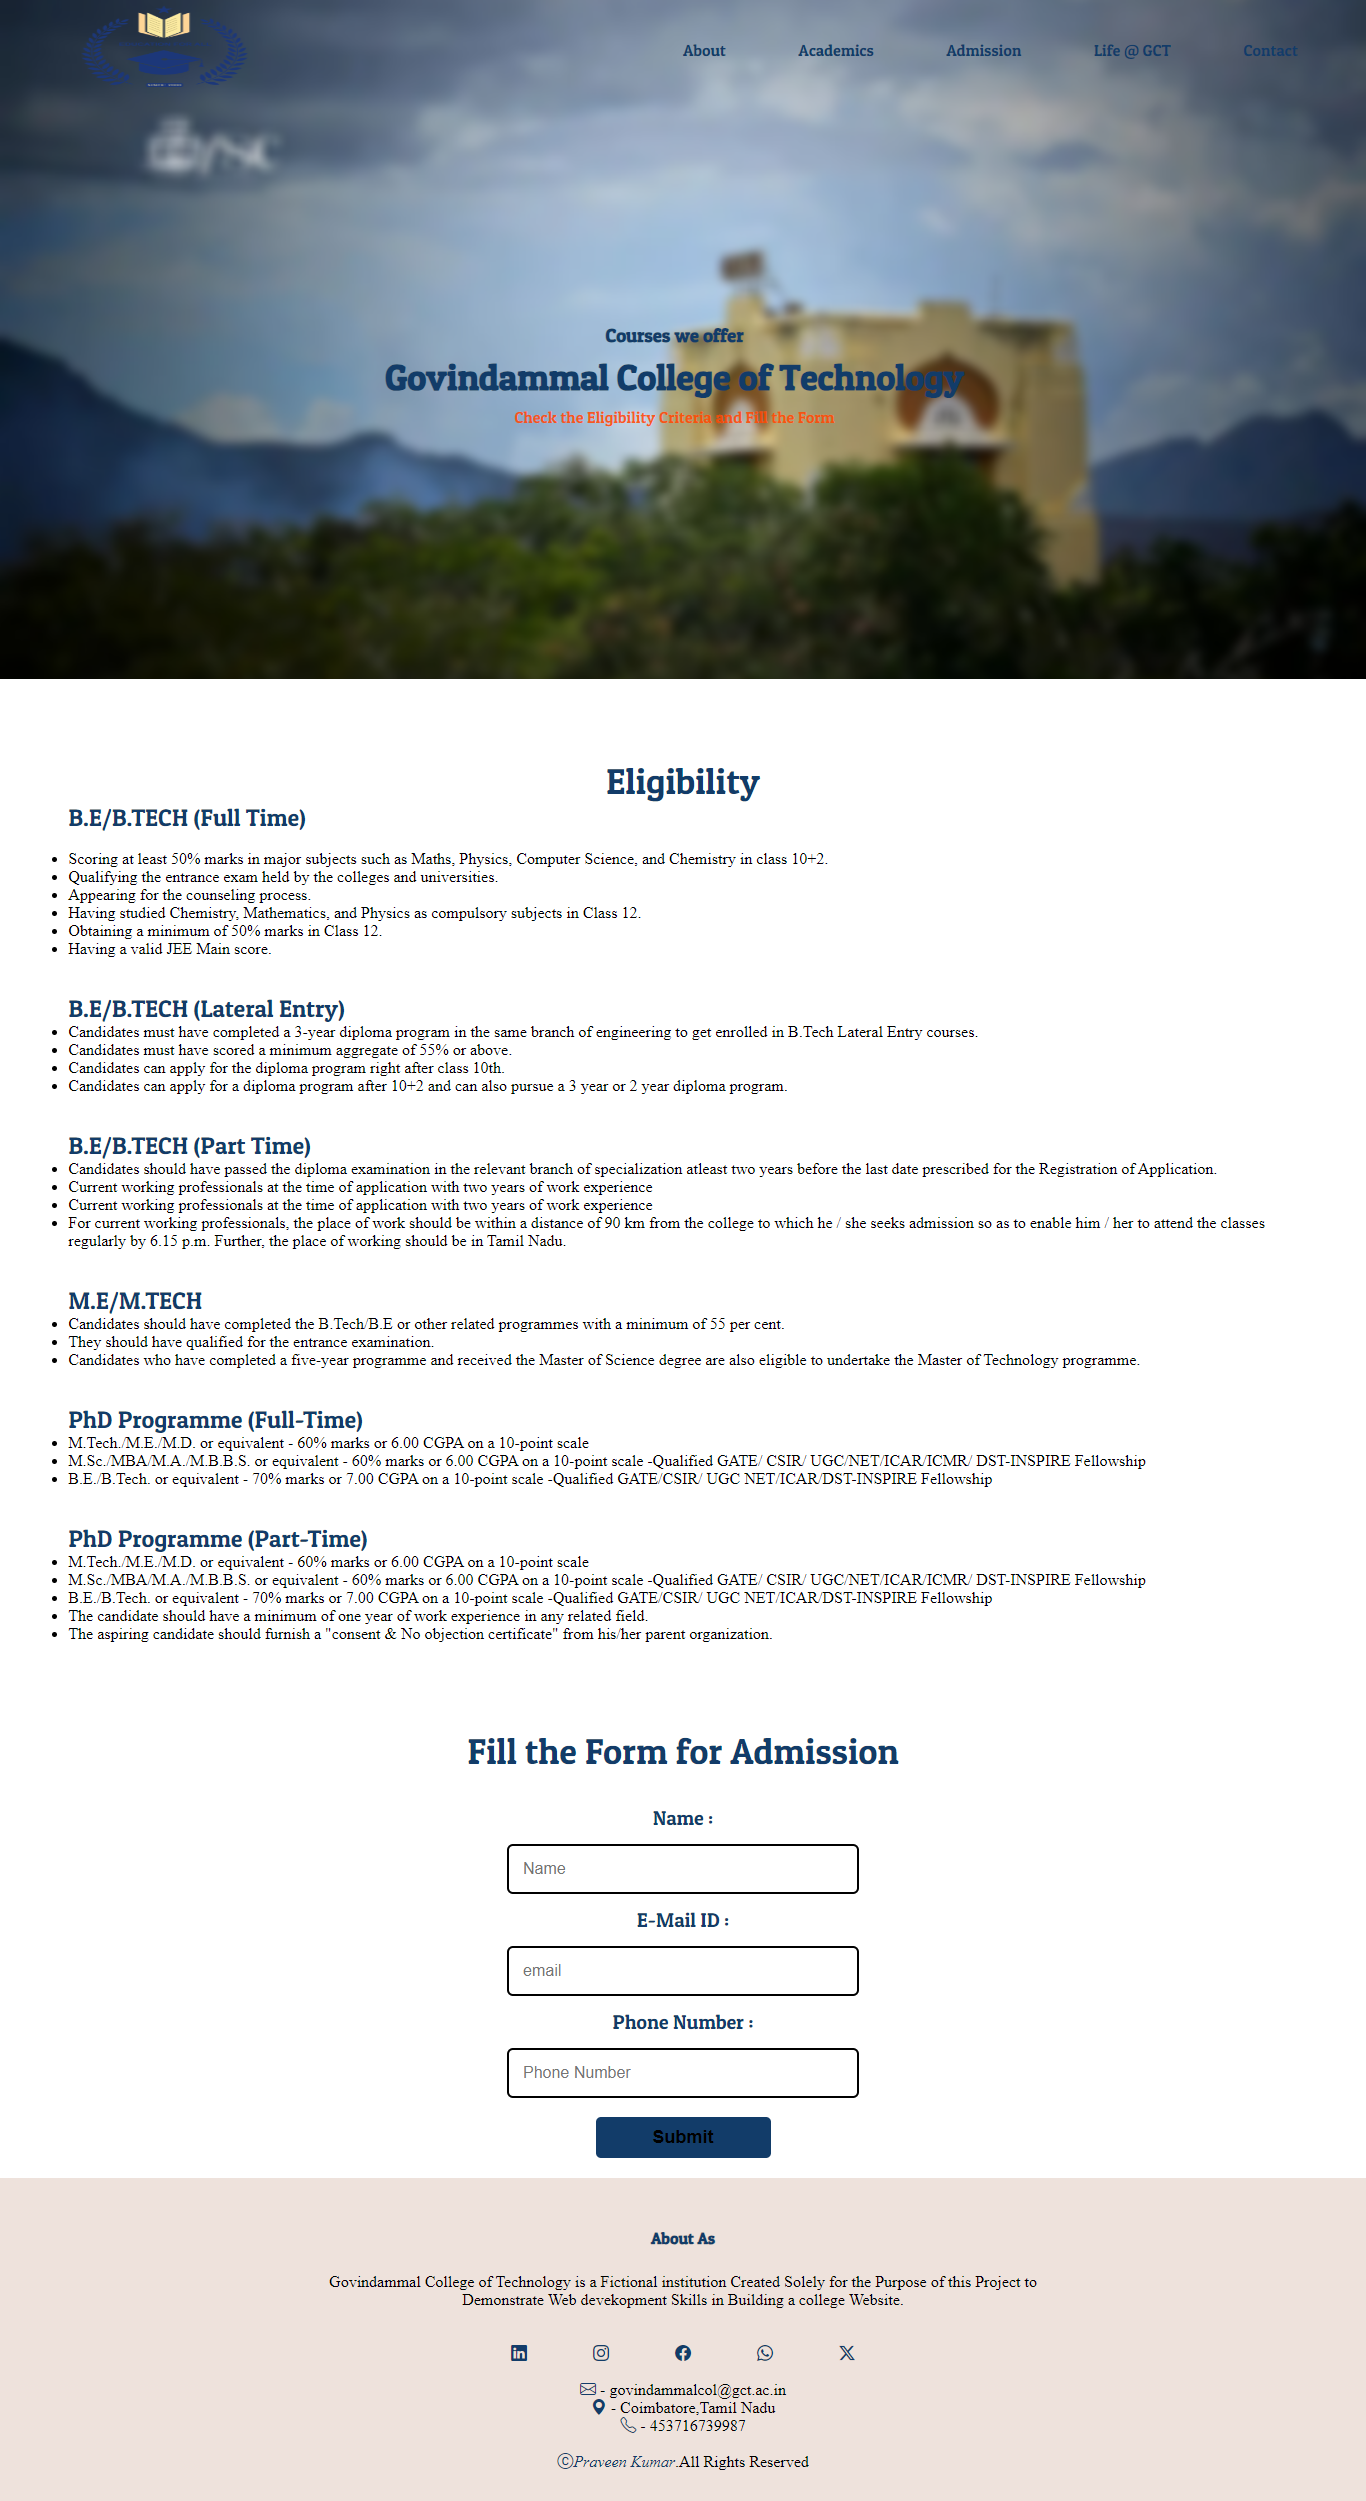 About Academics Admission Life @ GCT Contact
Courses we offer
Govindammal College of Technology
Check the Eligibility Criteria and Fill the Form
Eligibility
B.E/B.TECH (Full Time)
Scoring at least 50% marks in major subjects such as Maths, Physics, Computer Science, and Chemistry in class 10+2.
Qualifying the entrance exam held by the colleges and universities.
Appearing for the counseling process.
Having studied Chemistry, Mathematics, and Physics as compulsory subjects in Class 12.
Obtaining a minimum of 50% marks in Class 12.
Having a valid JEE Main score.
B.E/B.TECH (Lateral Entry)
Candidates must have completed a 3-year diploma program in the same branch of engineering to get enrolled in B.Tech Lateral Entry courses.
Candidates must have scored a minimum aggregate of 55% or above.
Candidates can apply for the diploma program right after class 10th.
Candidates can apply for a diploma program after 10+2 and can also pursue a 3 year or 2 year diploma program.
B.E/B.TECH (Part Time)
Candidates should have passed the diploma examination in the relevant branch of specialization atleast two years before the last date prescribed for the Registration of Application.
Current working professionals at the time of application with two years of work experience
Current working professionals at the time of application with two years of work experience
For current working professionals, the place of work should be within a distance of 90 km from the college to which he / she seeks admission so as to enable him / her to attend the classes
regularly by 6.15 p.m. Further, the place of working should be in Tamil Nadu.
M.E/M.TECH
Candidates should have completed the B.Tech/B.E or other related programmes with a minimum of 55 per cent.
They should have qualified for the entrance examination.
Candidates who have completed a five-year programme and received the Master of Science degree are also eligible to undertake the Master of Technology programme.
PhD Programme (Full-Time)
M.Tech./M.E./M.D. or equivalent - 60% marks or 6.00 CGPA on a 10-point scale
M.Sc./MBA/M.A./M.B.B.S. or equivalent - 60% marks or 6.00 CGPA on a 10-point scale -Qualified GATE/ CSIR/ UGC/NET/ICAR/ICMR/ DST-INSPIRE Fellowship
B.E./B.Tech. or equivalent - 70% marks or 7.00 CGPA on a 10-point scale -Qualified GATE/CSIR/ UGC NET/ICAR/DST-INSPIRE Fellowship
PhD Programme (Part-Time)
M.Tech./M.E./M.D. or equivalent - 60% marks or 6.00 CGPA on a 10-point scale
M.Sc./MBA/M.A./M.B.B.S. or equivalent - 60% marks or 6.00 CGPA on a 10-point scale -Qualified GATE/ CSIR/ UGC/NET/ICAR/ICMR/ DST-INSPIRE Fellowship
B.E./B.Tech. or equivalent - 70% marks or 7.00 CGPA on a 10-point scale -Qualified GATE/CSIR/ UGC NET/ICAR/DST-INSPIRE Fellowship
The candidate should have a minimum of one year of work experience in any related field.
The aspiring candidate should furnish a "consent & No objection certificate" from his/her parent organization.
Fill the Form for Admission
Name :
Name
E-Mail ID :
email
Phone Number :
Phone Number
Submit
About As
Govindammal College of Technology is a Fictional institution Created Solely for the Purpose of this Project to
Demonstrate Web devekopment Skills in Building a college Website.
- govindammalcol@gct.ac.in
- Coimbatore,Tamil Nadu
- 453716739987
©Praveen Kumar.All Rights Reserved